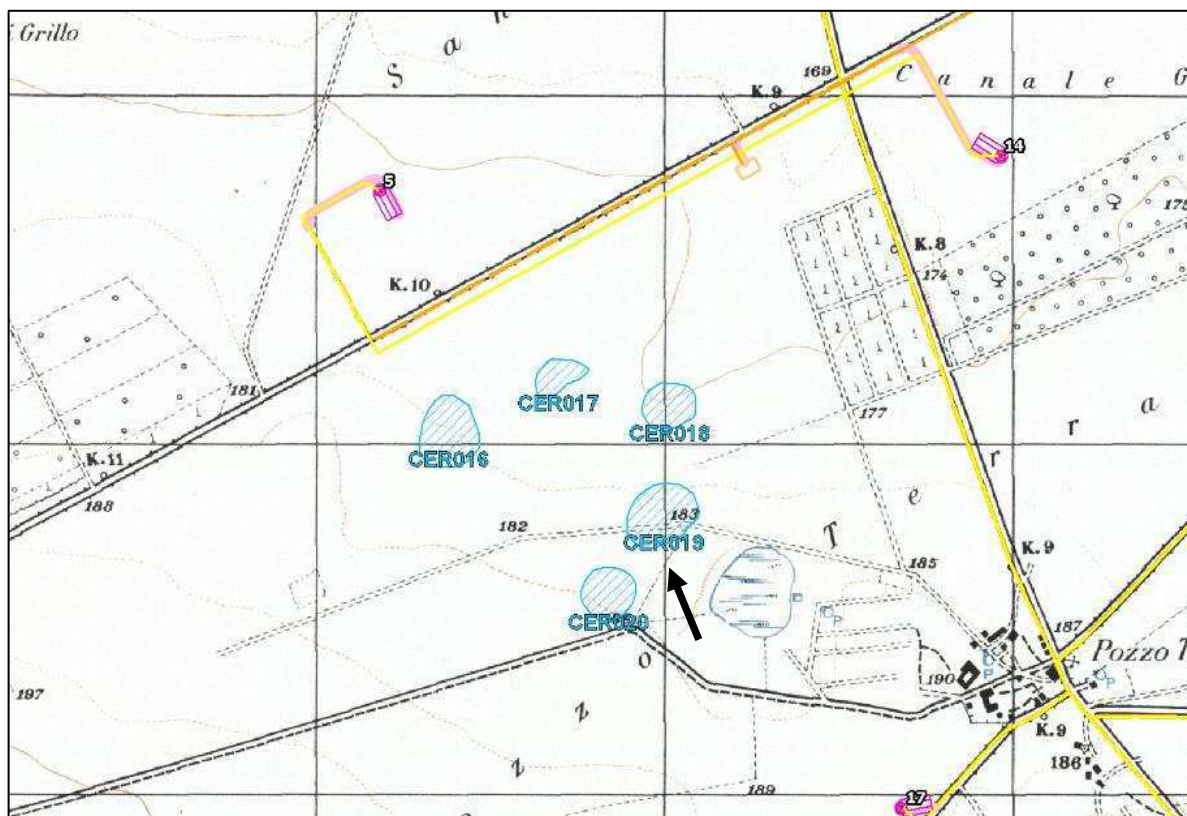 i Grillo
S
a
n
5
169
K.9
C a n a l e G
14
K.8
174
175
K.10
181
K.11
188
CER017
CER016
CER018
177
r
a
e
r
182
183
CER019
T
185
K.9
CER020
P
187
Pozzo T
P
190
P
o
z
z
K.9
197
186
189
17